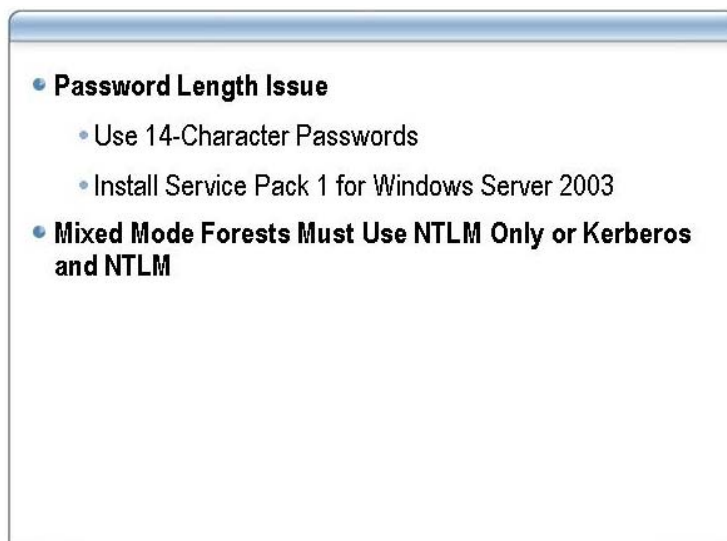 Password Length Issue
Use 14-Character Passwords
Install Service Pack 1 for Windows Server 2003
Mixed Mode Forests Must Use NTLM Only or Kerberos
and NTLM